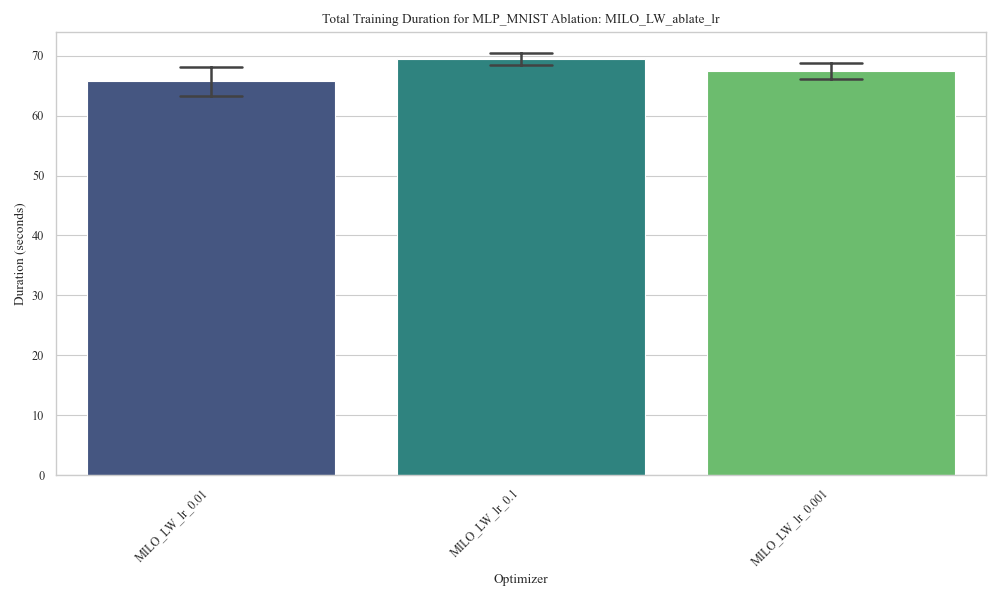 Total Training Duration for MLP_MNIST Ablation: MILO_LW_ablate_lr
Duration (seconds)
70
60
50
40
30
20
10
0
MILO_LW_lr_0.01
MILO_LW_lr_0.1
MILO_LW_lr_0.001
Optimizer